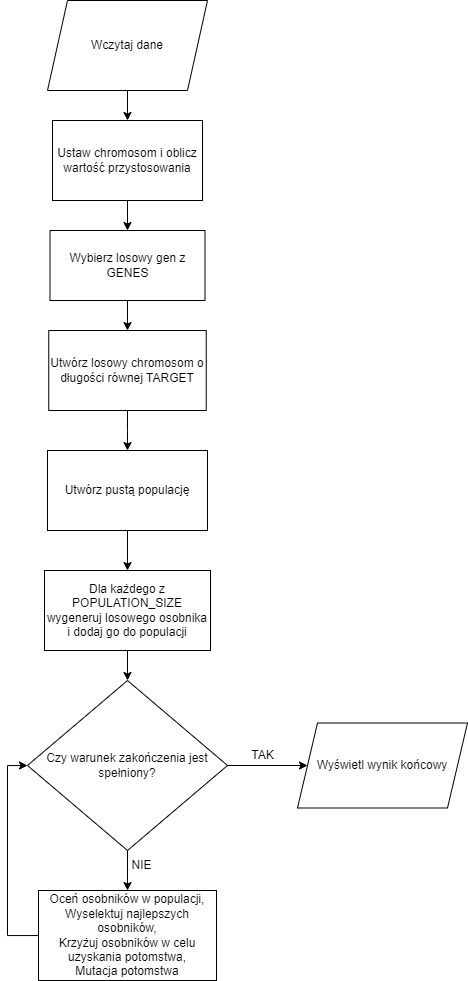 Wczytaj dane
Ustaw chromosom i oblicz
wartość przystosowania
Wybierz losowy gen z
GENES
Utwórz losowy chromosom o
długości równej TARGET
Utwórz pustą populację
Dla każdego z
POPULATION_SIZE
wygeneruj losowego osobnika
i dodaj go do populacji
Czy warunek zakończenia jest
spełniony?
TAK
Wyświetl wynik końcowy
NIE
Oceń osobników w populacji,
Wyselektuj najlepszych
osobników,
Krzyżuj osobników w celu
uzyskania potomstwa,
Mutacja potomstwa